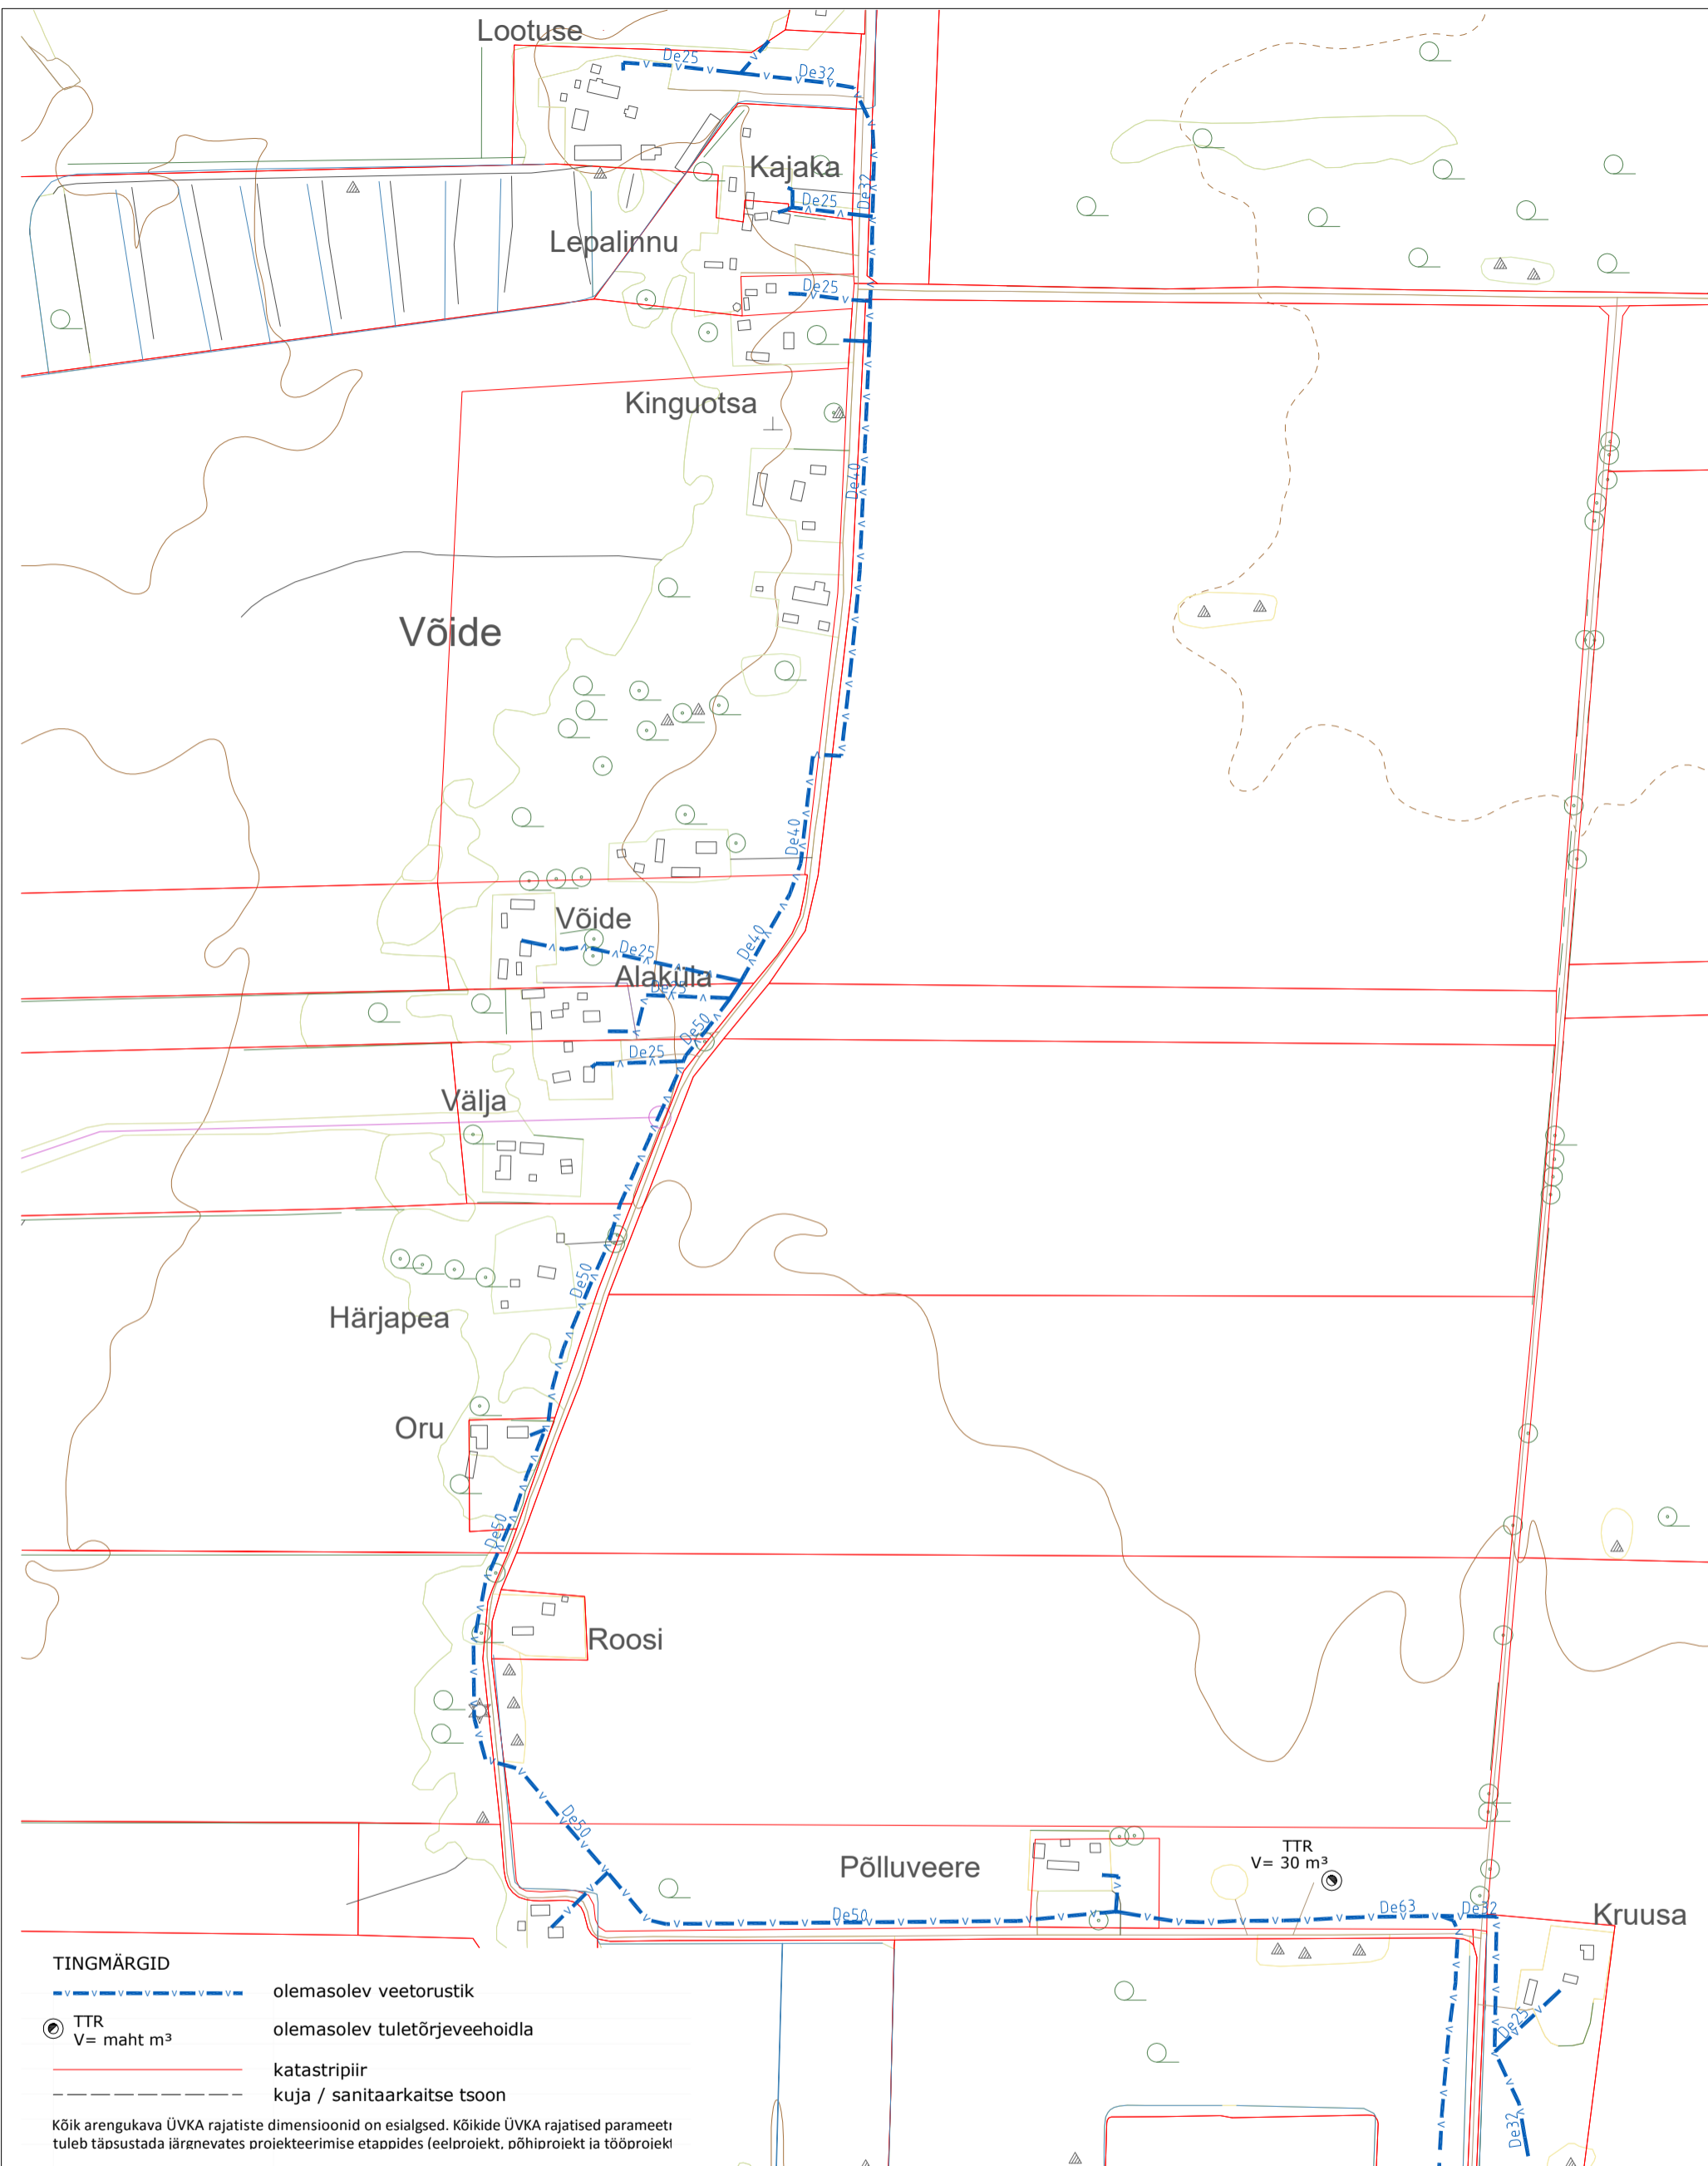 Lootuse
De25
De32
Kajaka
De32
De25
Lepalinnu
De25
Kinguotsa
De40
Võide
De40
Võide
De25
De40
Alaküla
De25
De50
De25
Välja
De50
Härjapea
Oru
De50
Roosi
De50
Põlluveere
TTR
V= 30 m³
De50
De63
De32
Kruusa
De25
De32
TINGMÄRGID
olemasolev veetorustik
TTR
V= maht m³
olemasolev tuletõrjeveehoidla
katastripiir
kuja / sanitaarkaitse tsoon
Kõik arengukava ÜVKA rajatiste dimensioonid on esialgsed. Kõikide ÜVKA rajatised parameetr
tuleb täpsustada järgnevates projekteerimise etappides (eelprojekt, põhiprojekt ja tööprojekt